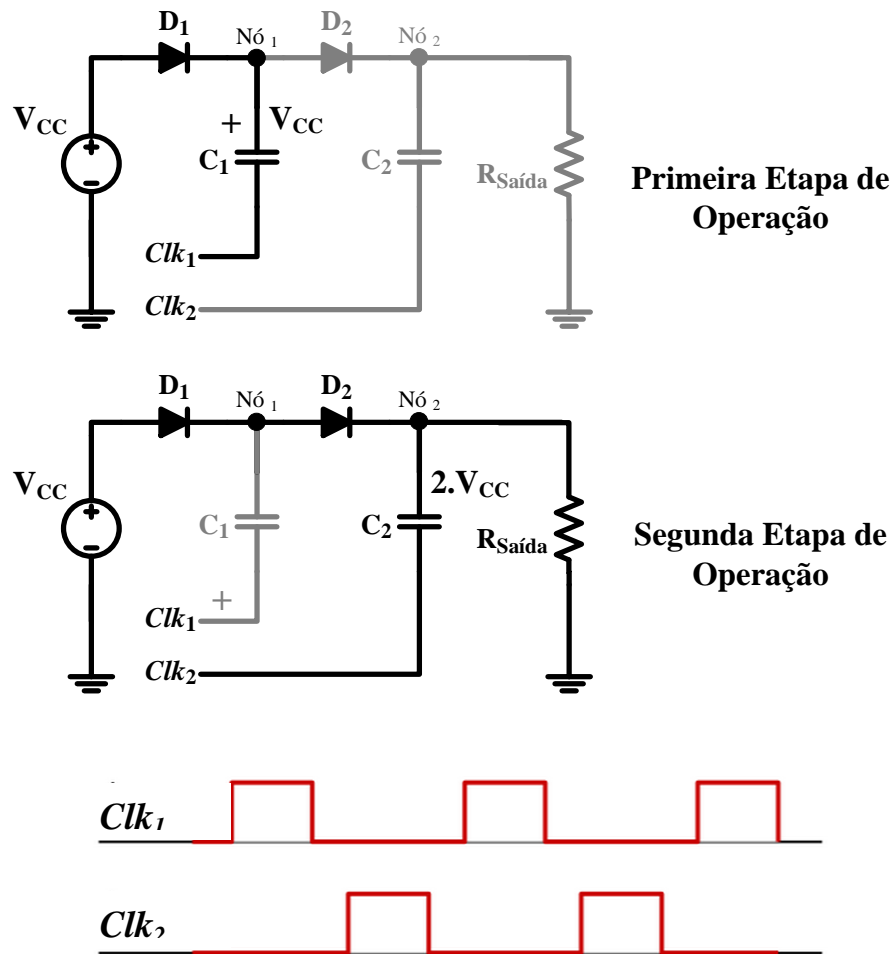 D1 D2
Nó 1 Nó 2
VCC + VCC
+ C1 C2
- RSaída
Primeira Etapa de
Operação
Clk1
Clk2
D1 D2
Nó 1 Nó 2
VCC 2.VCC
+ C1 C2
- RSaída
Segunda Etapa de
Operação
+
Clk1
Clk2
Clk1
Clk2